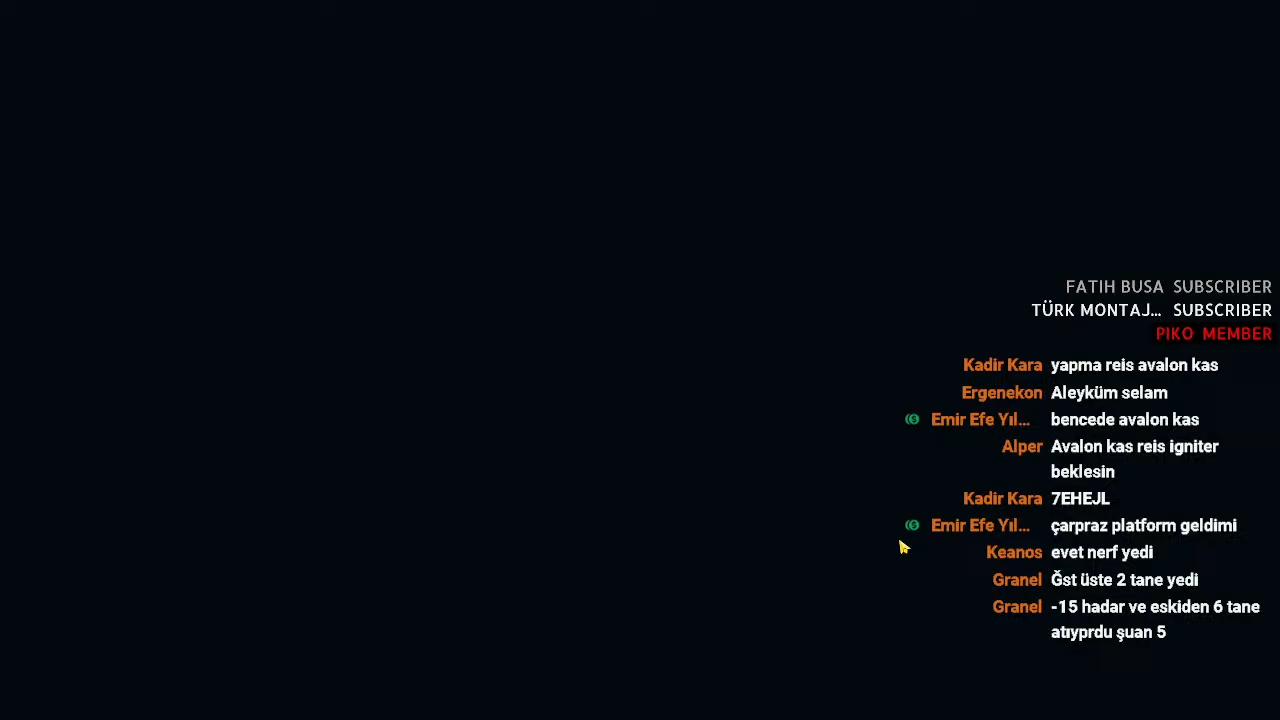 FATIH BUSA SUBSCRIBER
TÜRK MONTAJ... SUBSCRIBER
PIKO MEMBER
Kadir Kara yapma reis avalon kas
Ergenekon Aleyküm selam
Emir Efe Yıl... bencede avalon kas
Alper Avalon kas reis igniter
beklesin
Kadir Kara 7EHEJL
Emir Efe Yıl... çarpraz platform geldimi
Keanos evet nerf yedi
Granel Ğst üste 2 tane yedi
Granel -15 hadar ve eskiden 6 tane
atıyprdu şuan 5